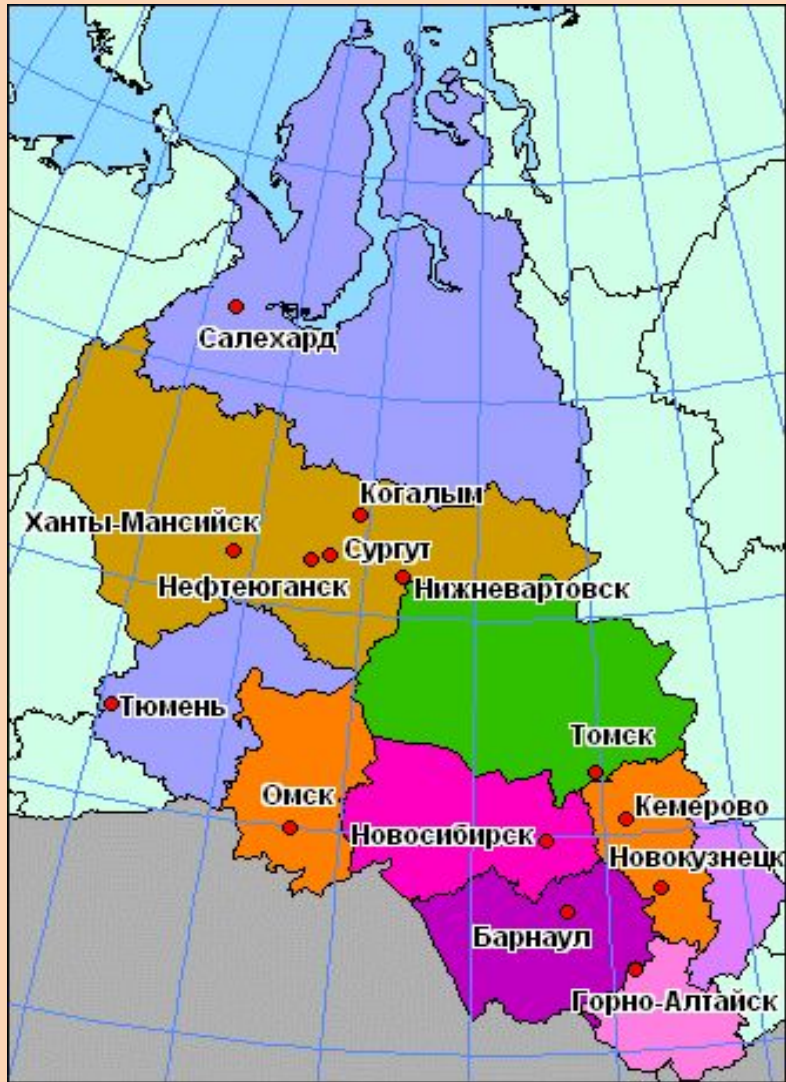 Салехард
Когалым
Ханты-Мансийск
Сургут
Нефтеюганск
Нижневартовск
Тюмень
Томск
Омск
Кемерово
Новосибирск
Новокузнецк
Барнаул
Горно-Алтайск